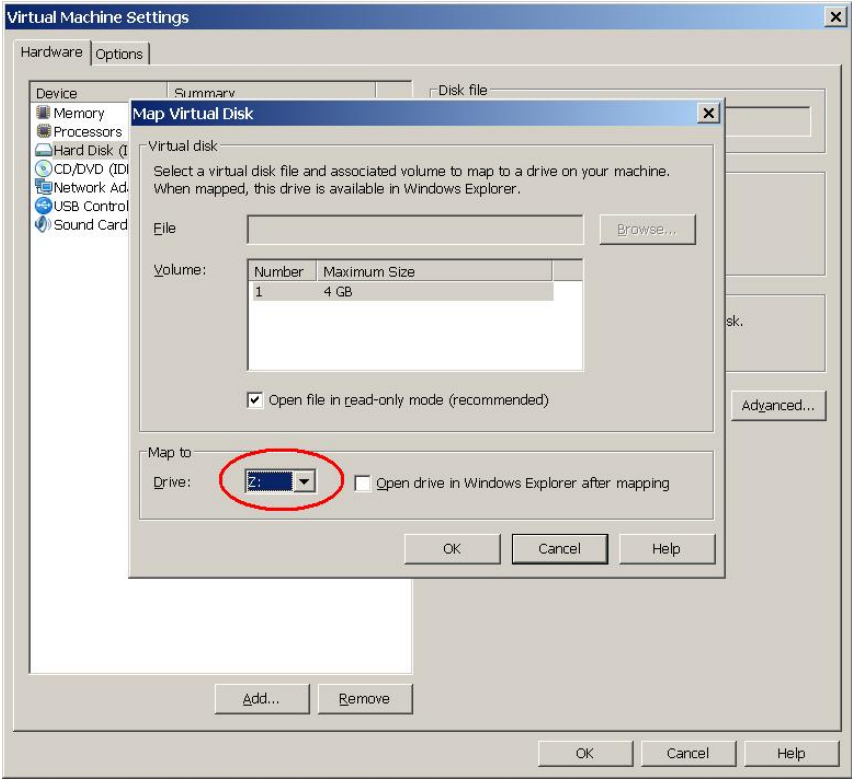 Virtual Machine Settings
Hardware Options
Device Summary
Memory
Processors
Hard Disk (I
CD/DVD (IDI
Network Ad
USB Control
Sound Card
Disk file
Map Virtual Disk
Virtual disk
Select a virtual disk file and associated volume to map to a drive on your machine.
When mapped, this drive is available in Windows Explorer.
File Browse...
Volume: Number Maximum Size
1 4 GB
sk.
Open file in read-only mode (recommended)
Advanced...
Map to
Drive: Z: Open drive in Windows Explorer after mapping
OK Cancel Help
Add... Remove
OK Cancel Help